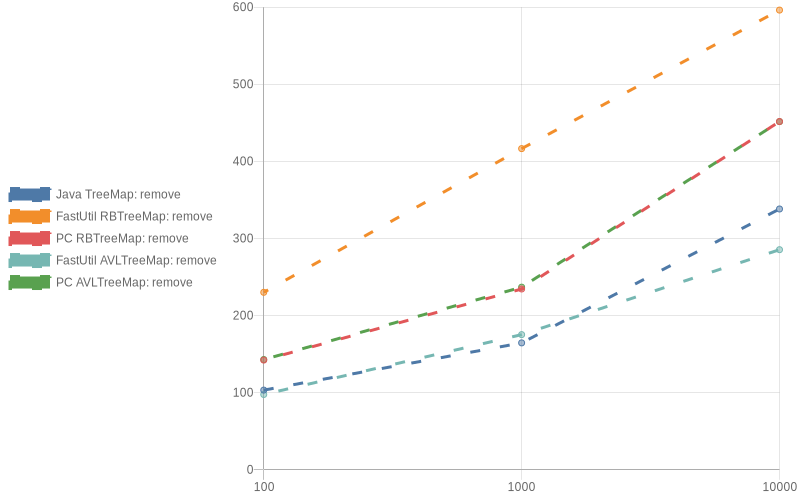 600
500
400
300
200
100
0
100 1000 10000
Java TreeMap: remove
FastUtil RBTreeMap: remove
PC RBTreeMap: remove
FastUtil AVLTreeMap: remove
PC AVLTreeMap: remove